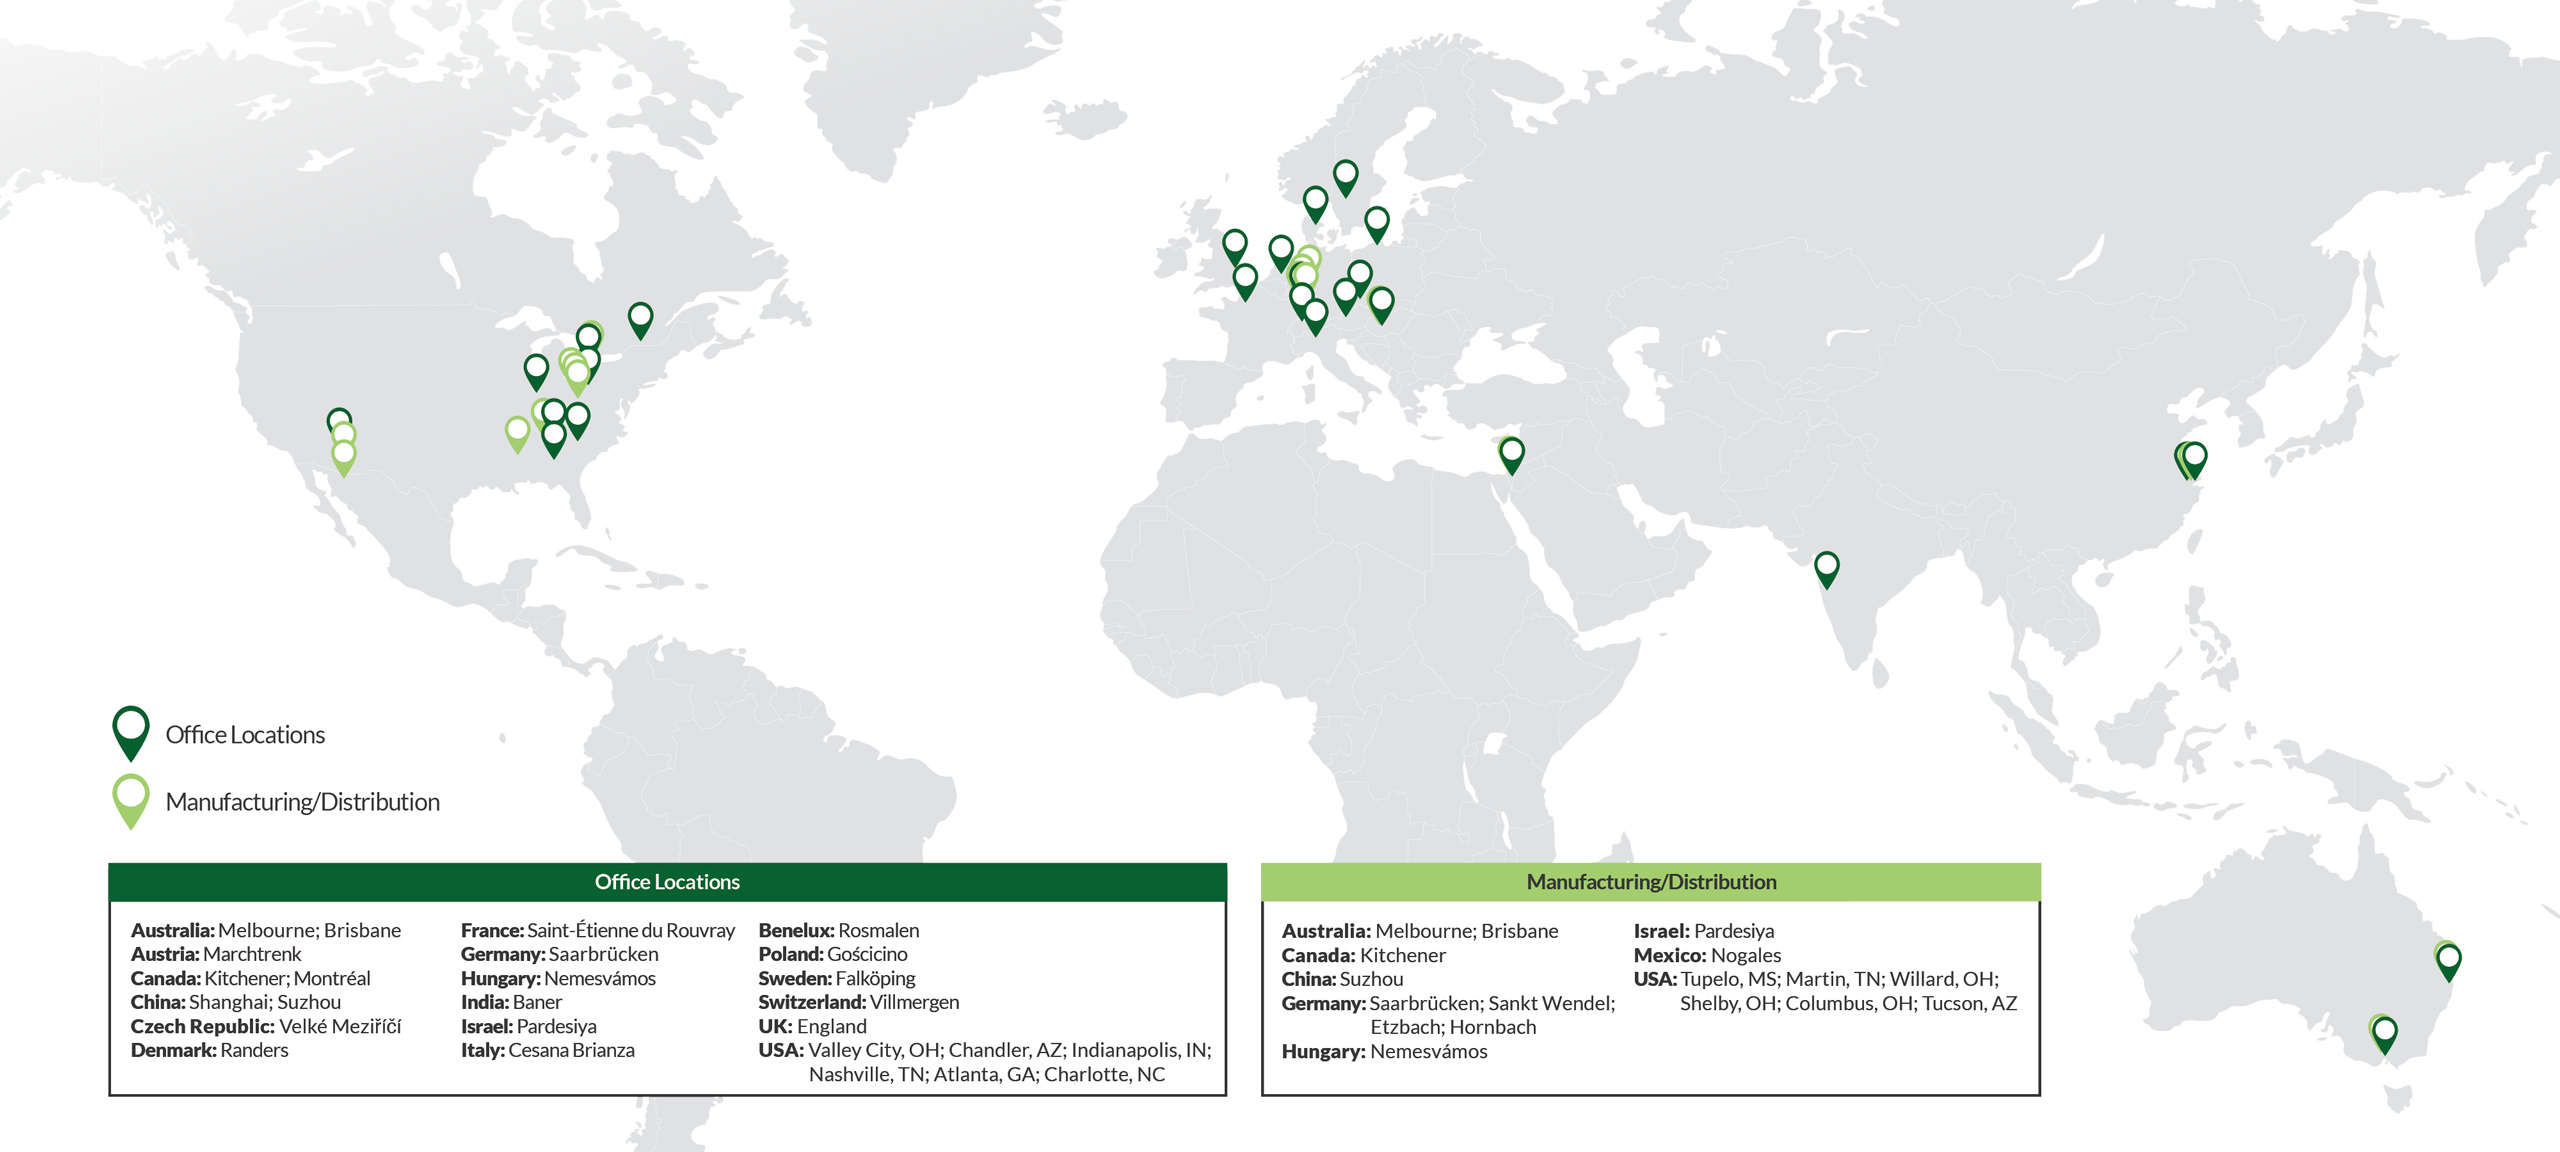 Office Locations
Manufacturing/Distribution
Office Locations
Australia: Melbourne; Brisbane
Austria: Marchtrenk
Canada: Kitchener; Montréal
China: Shanghai; Suzhou
Czech Republic: Velké Meziříčí
Denmark: Randers
France: Saint-Étienne du Rouvray
Germany: Saarbrücken
Hungary: Nemesvámos
India: Baner
Israel: Pardesiya
Italy: Cesana Brianza
Benelux: Rosmalen
Poland: Gościcino
Sweden: Falköping
Switzerland: Villmergen
UK: England
USA: Valley City, OH; Chandler, AZ; Indianapolis, IN;
Nashville, TN; Atlanta, GA; Charlotte, NC
Manufacturing/Distribution
Australia: Melbourne; Brisbane
Canada: Kitchener
China: Suzhou
Germany: Saarbrücken; Sankt Wendel;
Etzbach; Hornbach
Hungary: Nemesvámos
Israel: Pardesiya
Mexico: Nogales
USA: Tupelo, MS; Martin, TN; Willard, OH;
Shelby, OH; Columbus, OH; Tucson, AZ